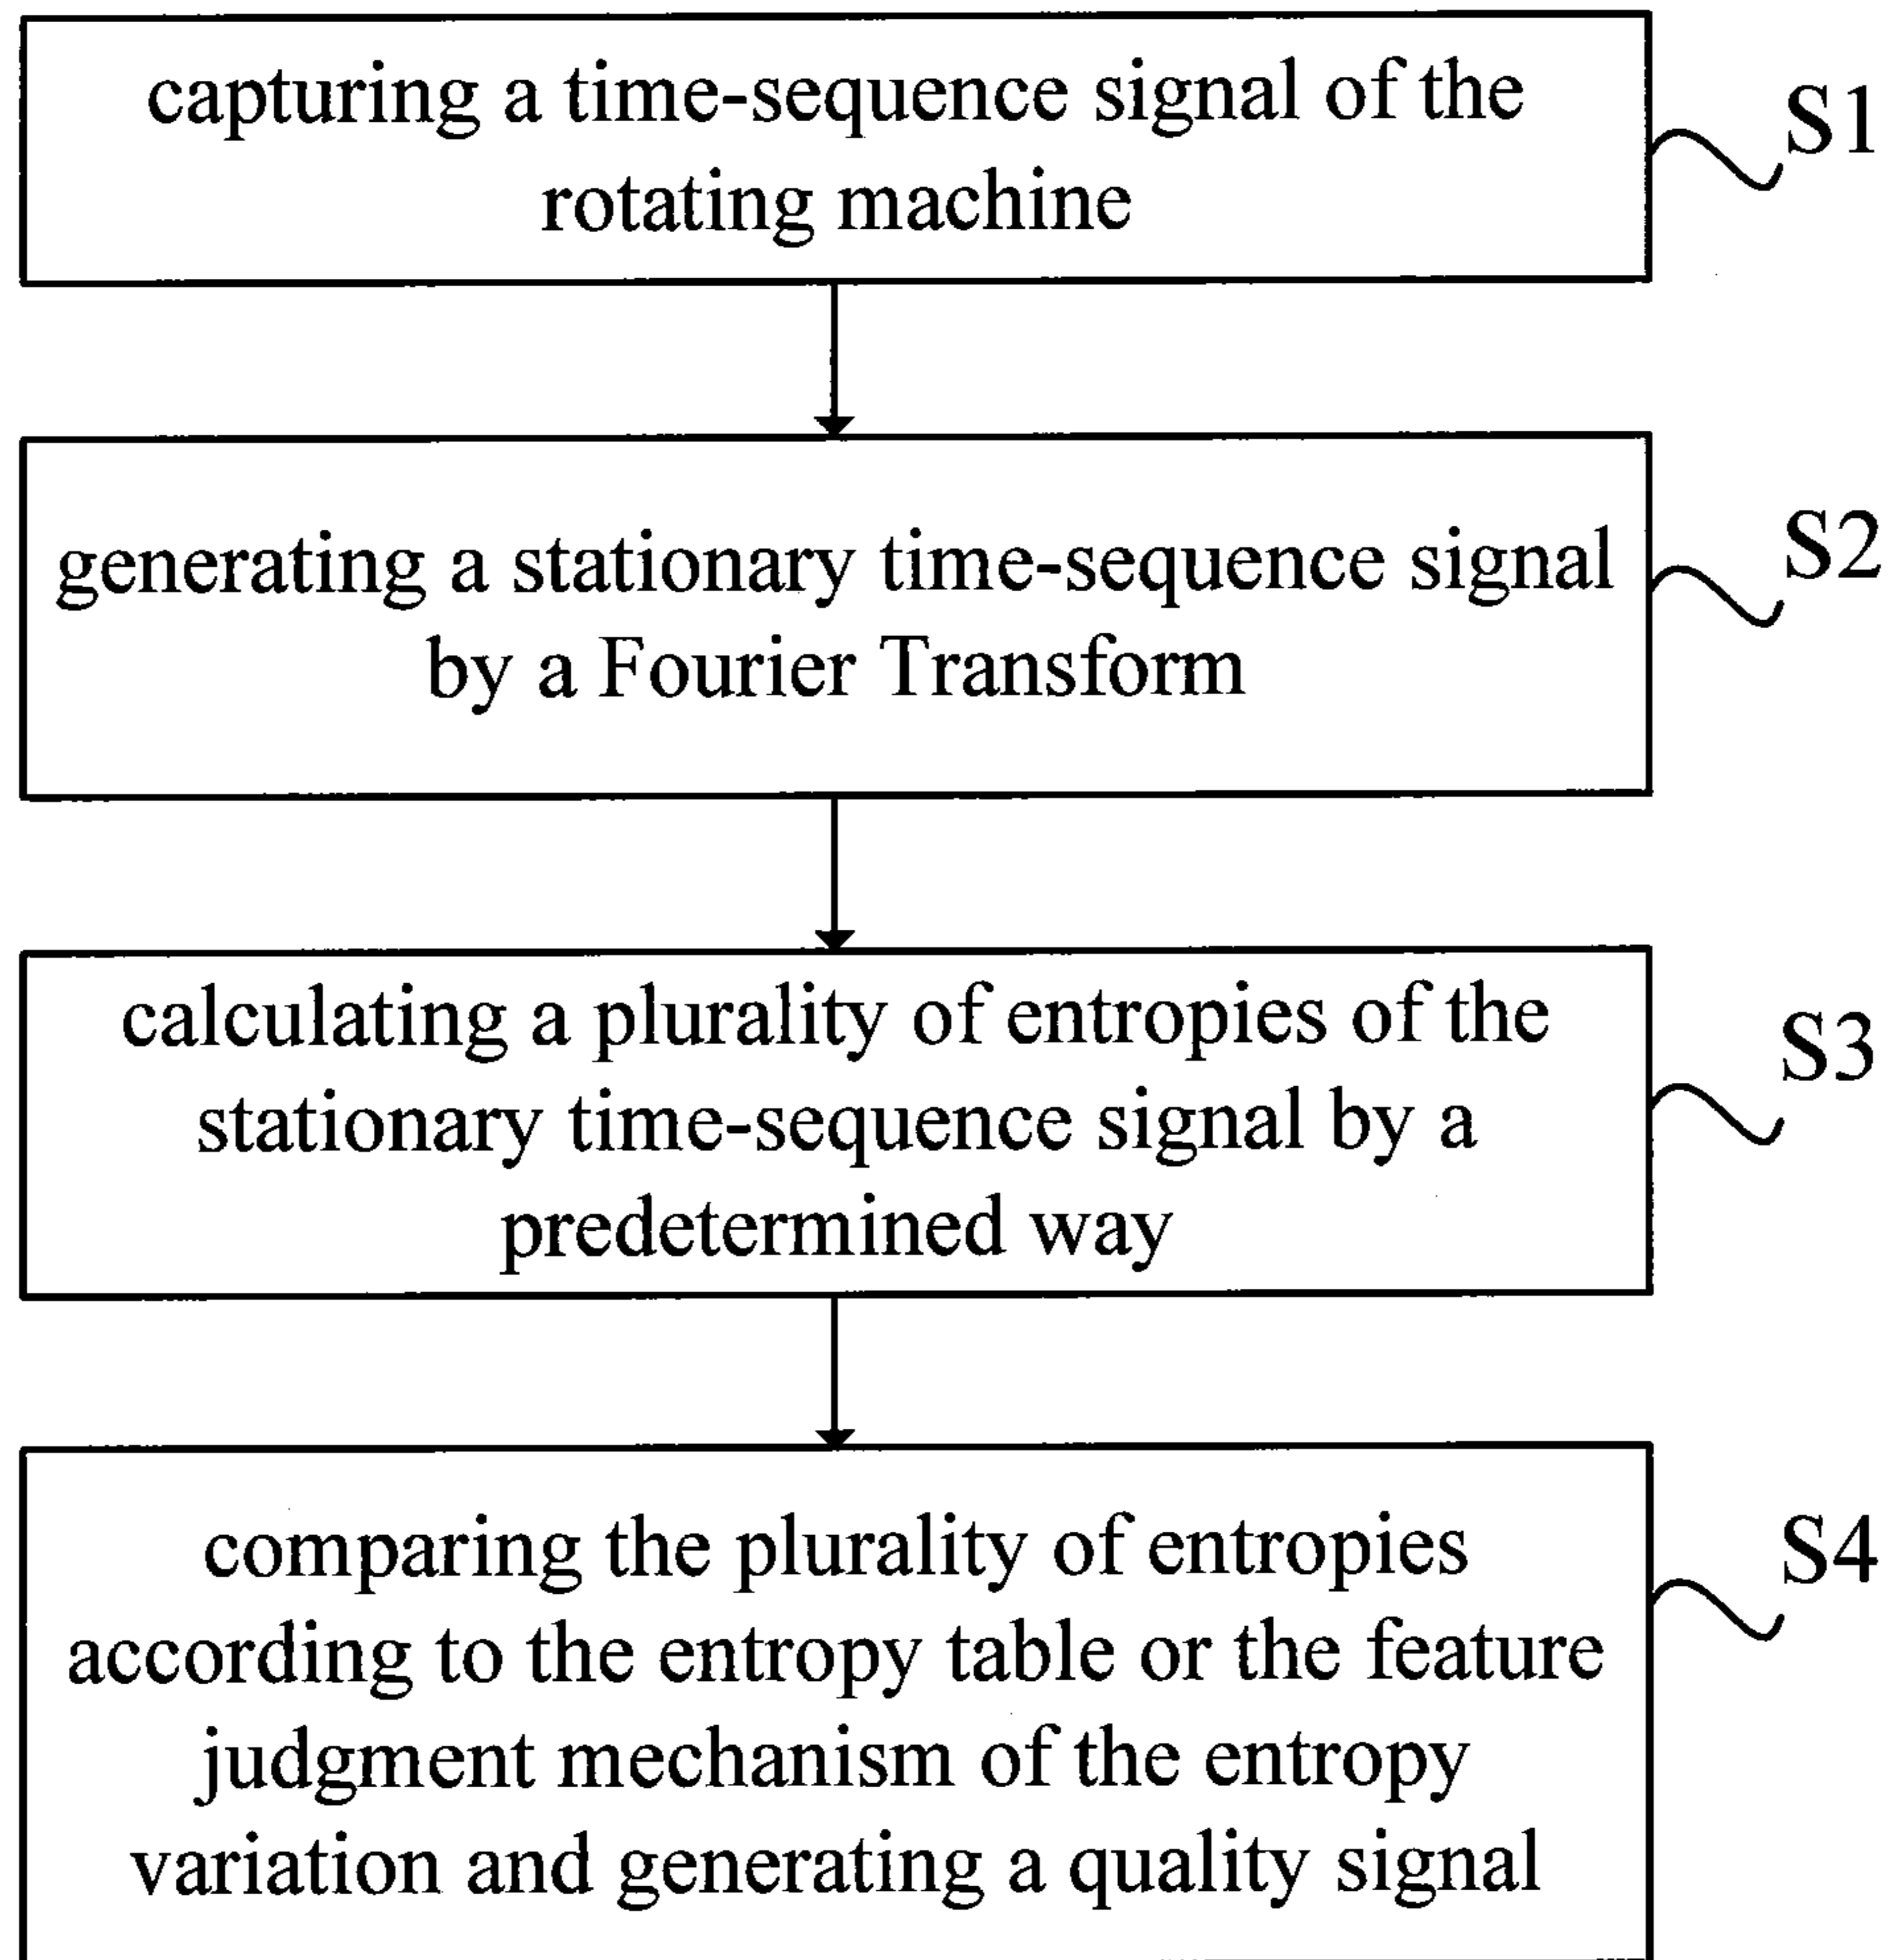 capturing a time-sequence signal of the
rotating machine
S1
generating a stationary time-sequence signal
by a Fourier Transform
S2
calculating a plurality of entropies of the
stationary time-sequence signal by a
predetermined way
S3
comparing the plurality of entropies
according to the entropy table or the feature
judgment mechanism of the entropy
variation and generating a quality signal
S4